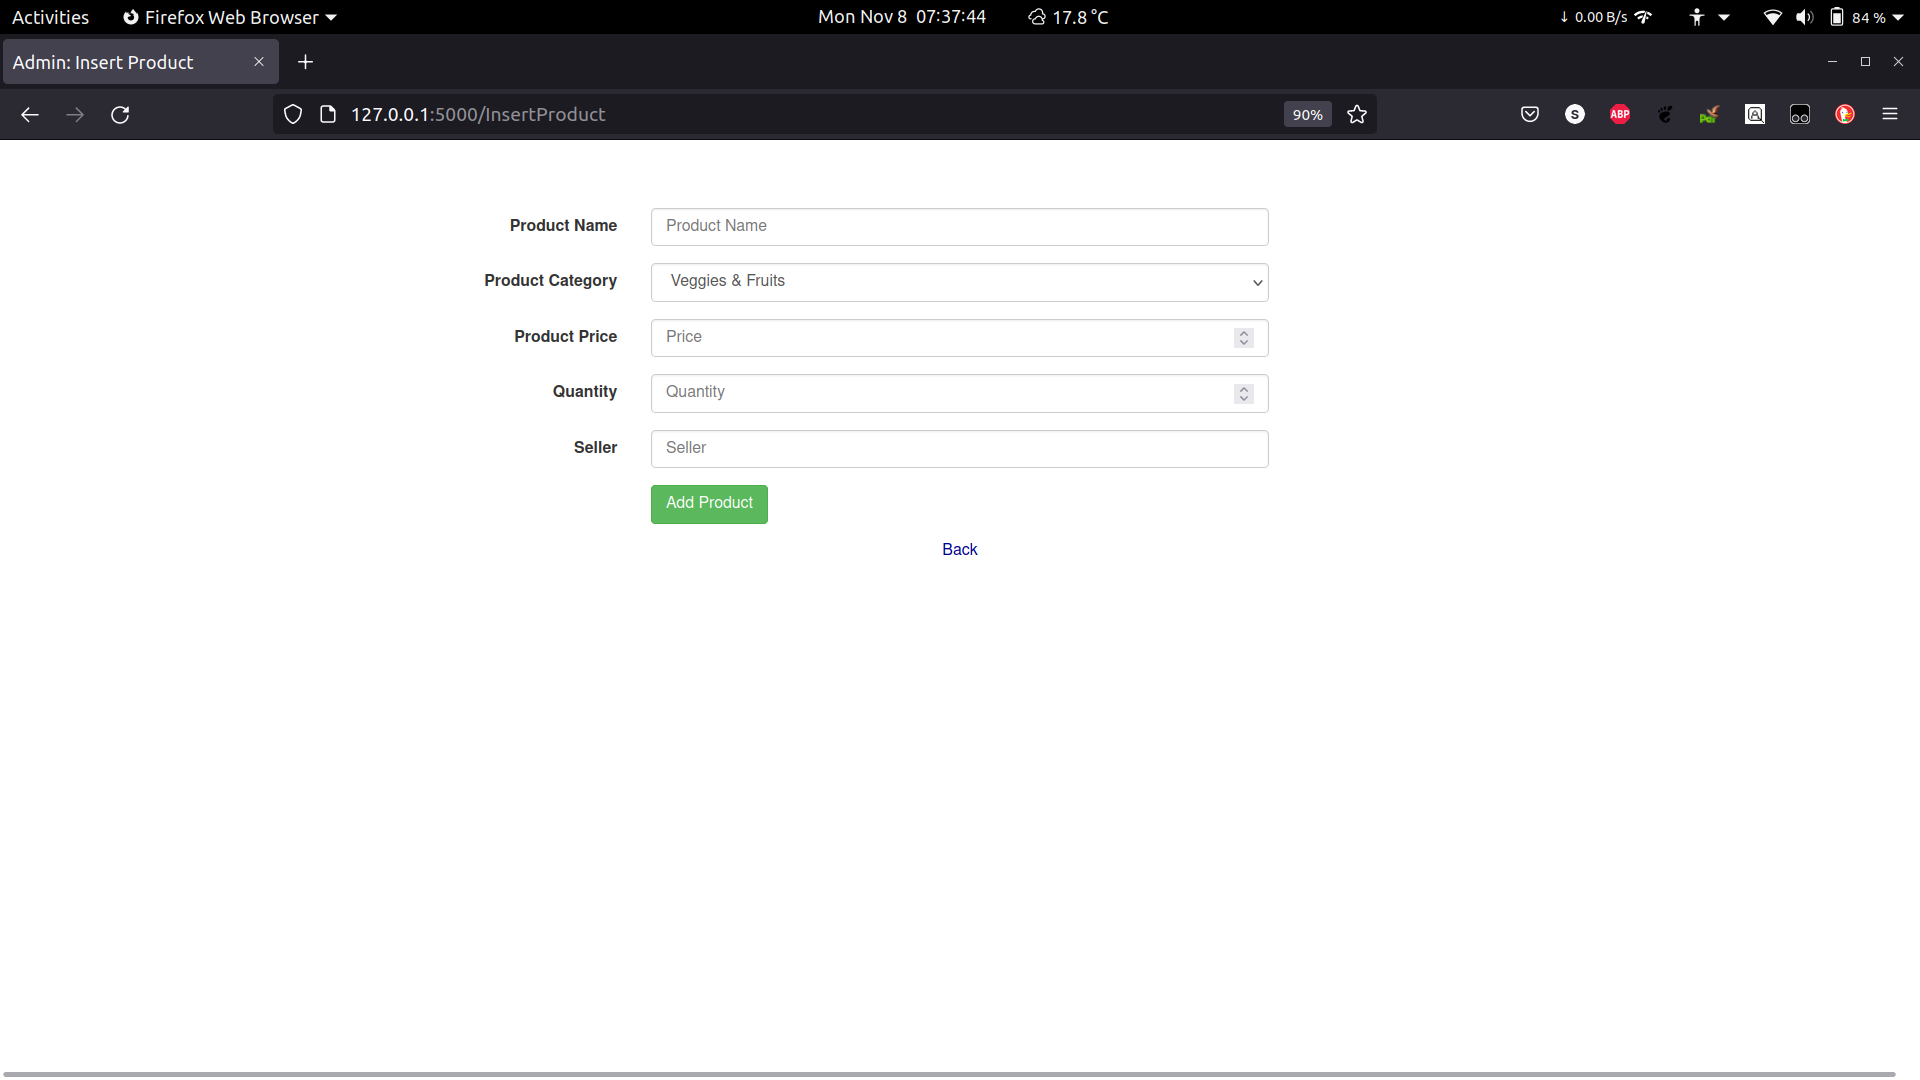 Activities Firefox Web Browser Mon Nov 8 07:37:44 17.8 °C ↓ 0.00 B/s 84 %
Admin: Insert Product
127.0.0.1:5000/InsertProduct 90% S ABP
Product Name Product Name
Product Category Veggies & Fruits
Product Price Price
Quantity Quantity
Seller Seller
Add Product
Back